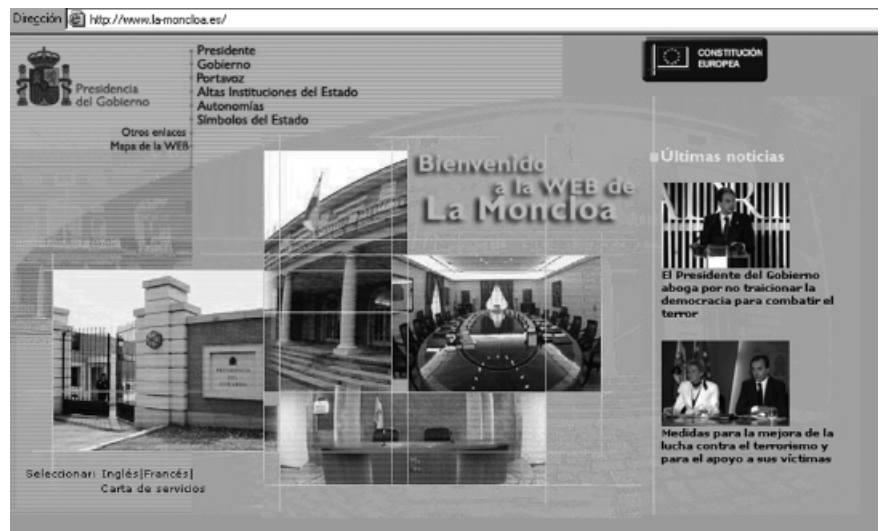 Dirección http://www.la-moncloa.es/
Presidencia
del Gobierno
Presidente
Gobierno
Portavoz
Altas Instituciones del Estado
Autonomías
Símbolos del Estado
Otros enlaces
Mapa de la WEB
CONSTITUCIÓN
EUROPEA
Bienvenido
a la WEB de
La Moncloa
Últimas noticias
El Presidente del Gobierno
aboga por no traicionar la
democracia para combatir el
terror
Medidas para la mejora de la
lucha contra el terrorismo y
para el apoyo a sus víctimas
PRESIDENCIA
DEL
GOBIERNO
Seleccionar: Inglés|Francés|
Carta de servicios